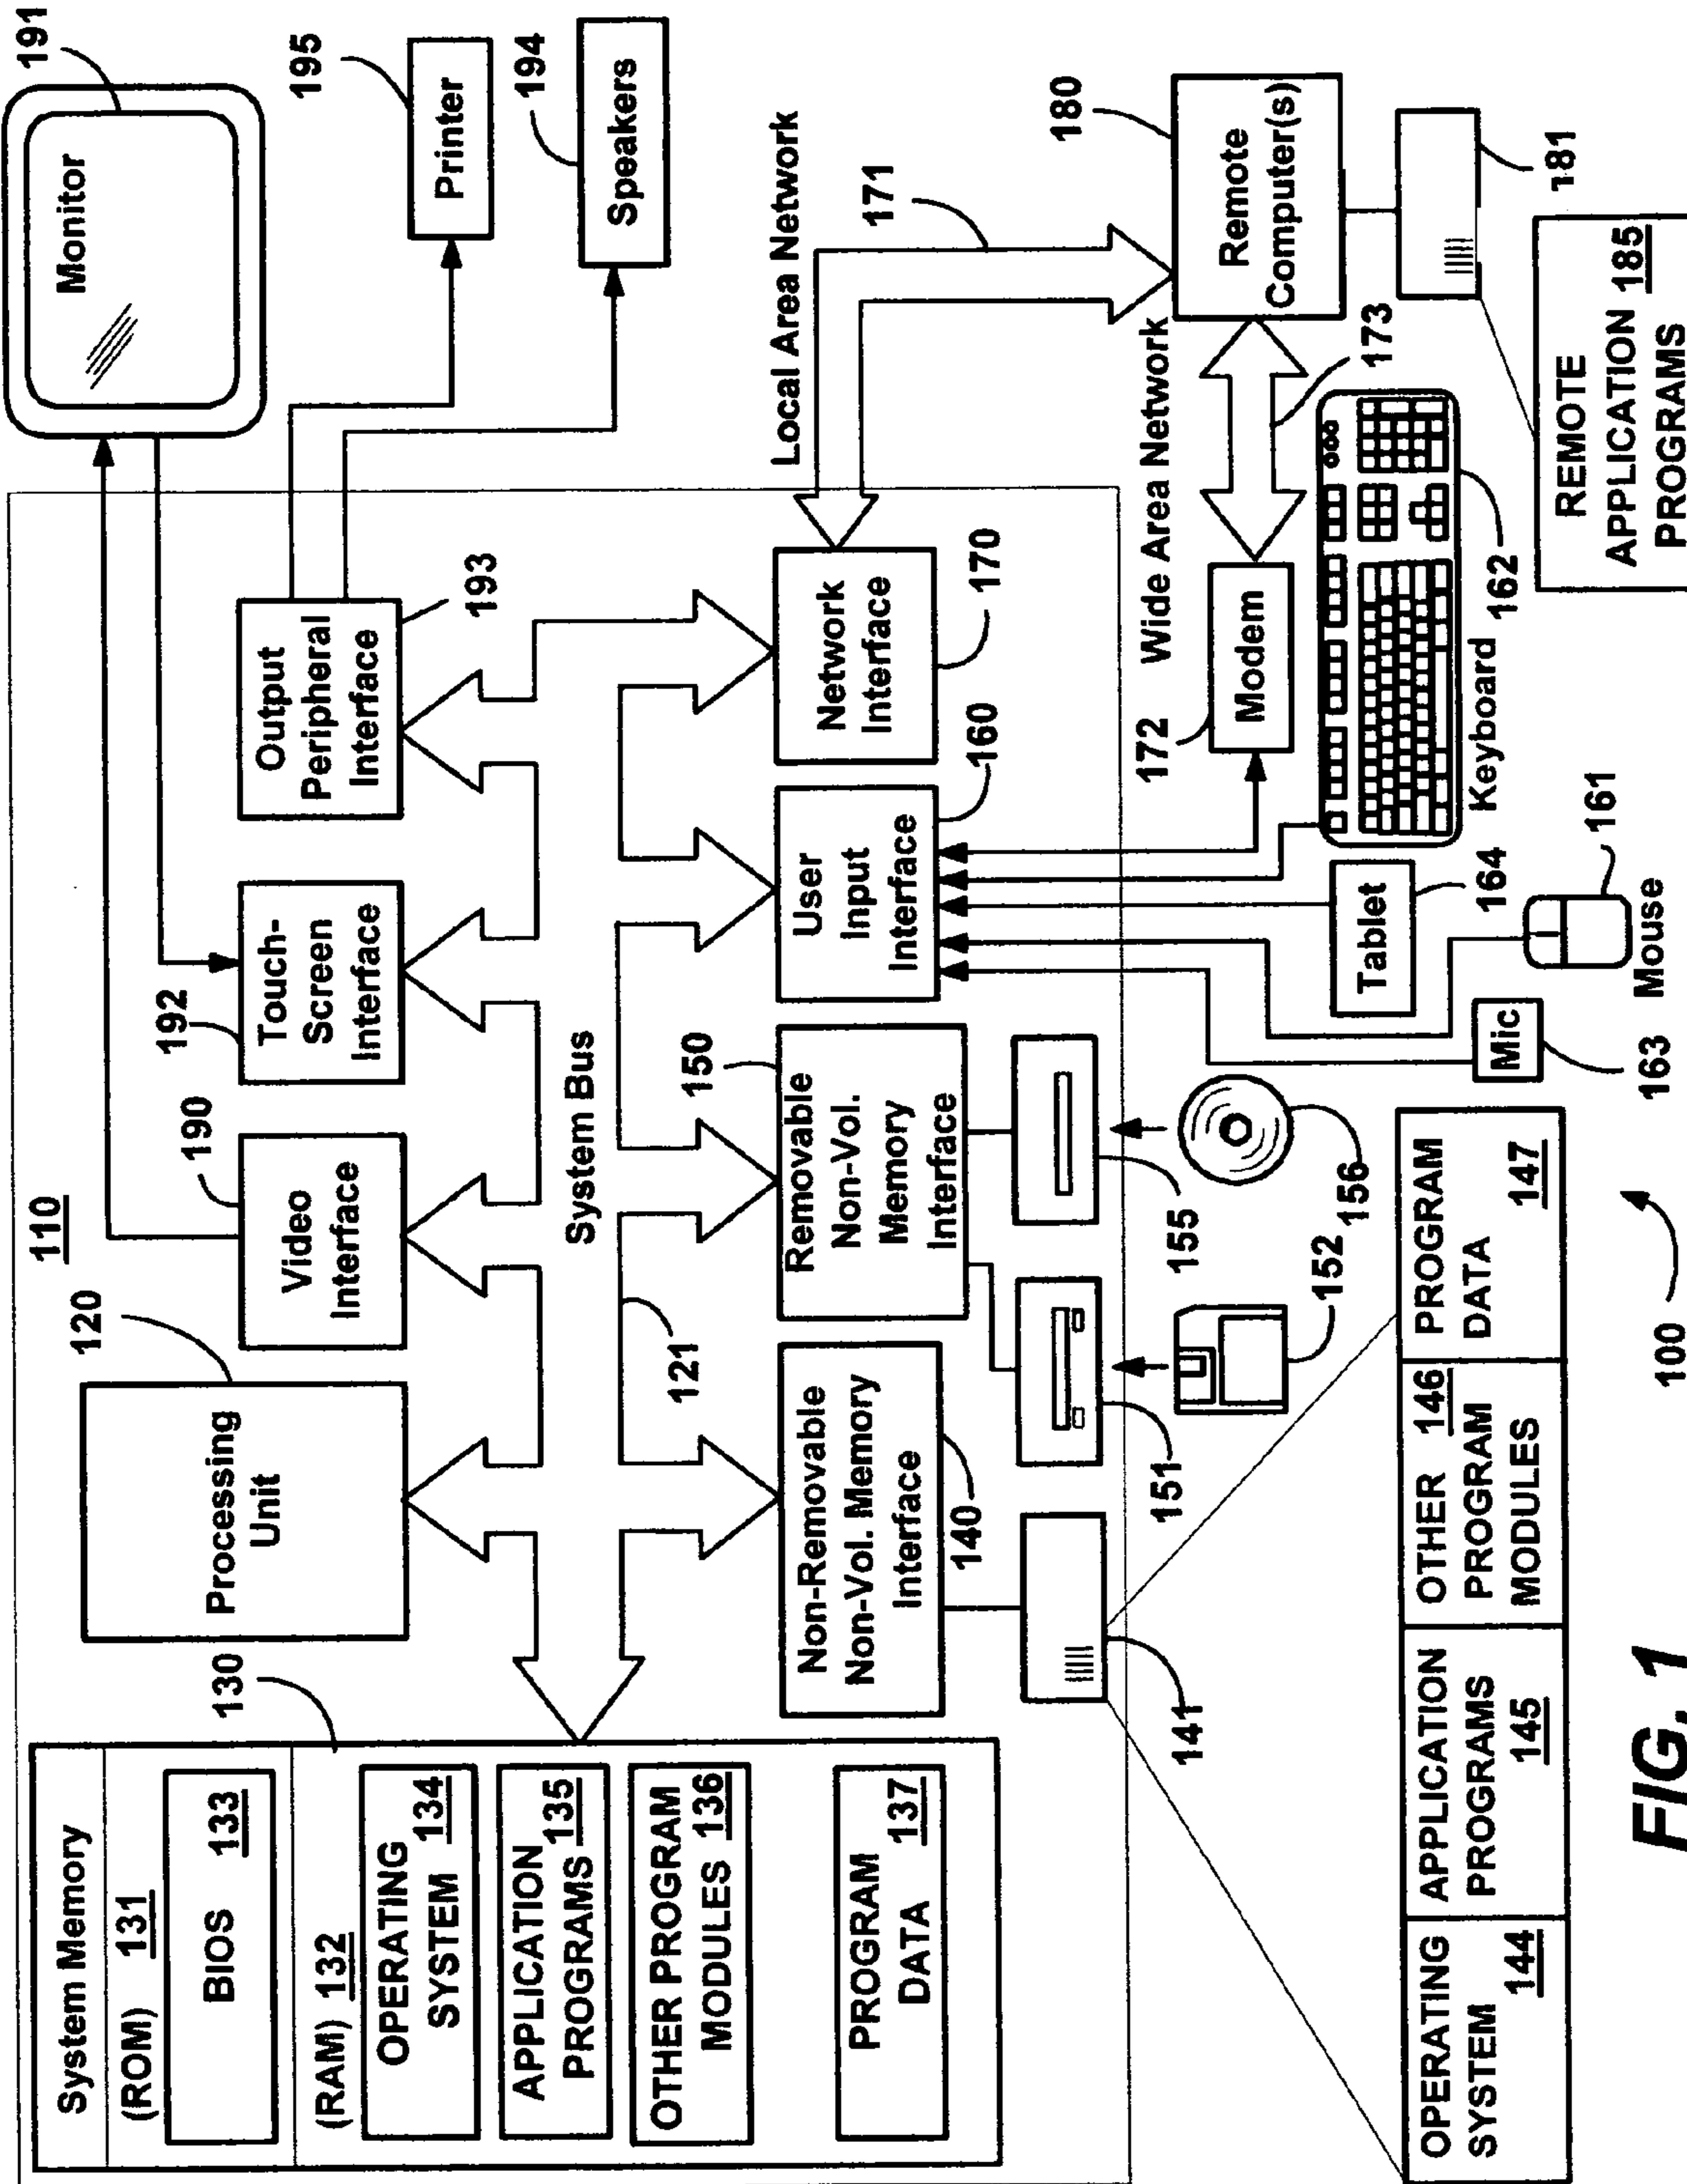 System Memory
(ROM) 131
BIOS 133
(RAM) 132
OPERATING
SYSTEM 134
APPLICATION
PROGRAMS 135
OTHER PROGRAM
MODULES 136
PROGRAM
DATA 137
130
110
120
Processing
Unit
190
Video
Interface
192
Touch-
Screen
Interface
Output
Peripheral
Interface
193
Monitor
191
195
Printer
194
Speakers
System Bus
121
Non-Removable
Non-Vol. Memory
Interface
140
Removable
Non-Vol.
Memory
Interface
150
User
Input
Interface
160
Network
Interface
170
Local Area Network
171
141
151
152
155
156
172
Modem
Wide Area Network
173
180
Remote
Computer(s)
181
REMOTE
APPLICATION 185
PROGRAMS
Keyboard
162
Tablet
164
161
Mouse
Mic
163
OPERATING
SYSTEM
144
APPLICATION
PROGRAMS
145
OTHER 146
PROGRAM
MODULES
PROGRAM
DATA
147
100
FIG. 1